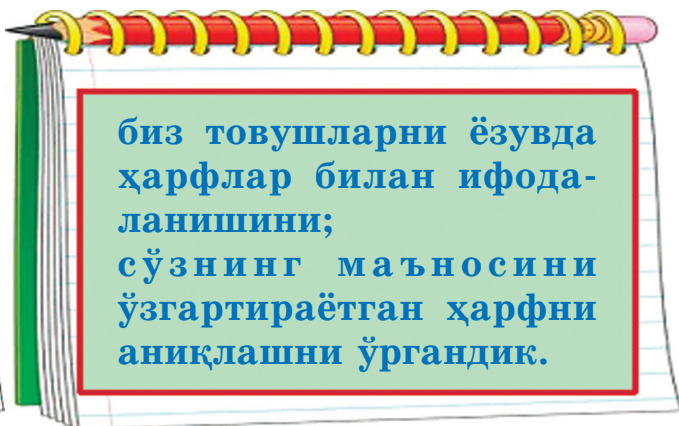 биз товушларни ёзувда
ҳарфлар билан ифода-
ланишини;
сўзнинг маъносини
ўзгартираётган ҳарфни
аниқлашни ўргандик.